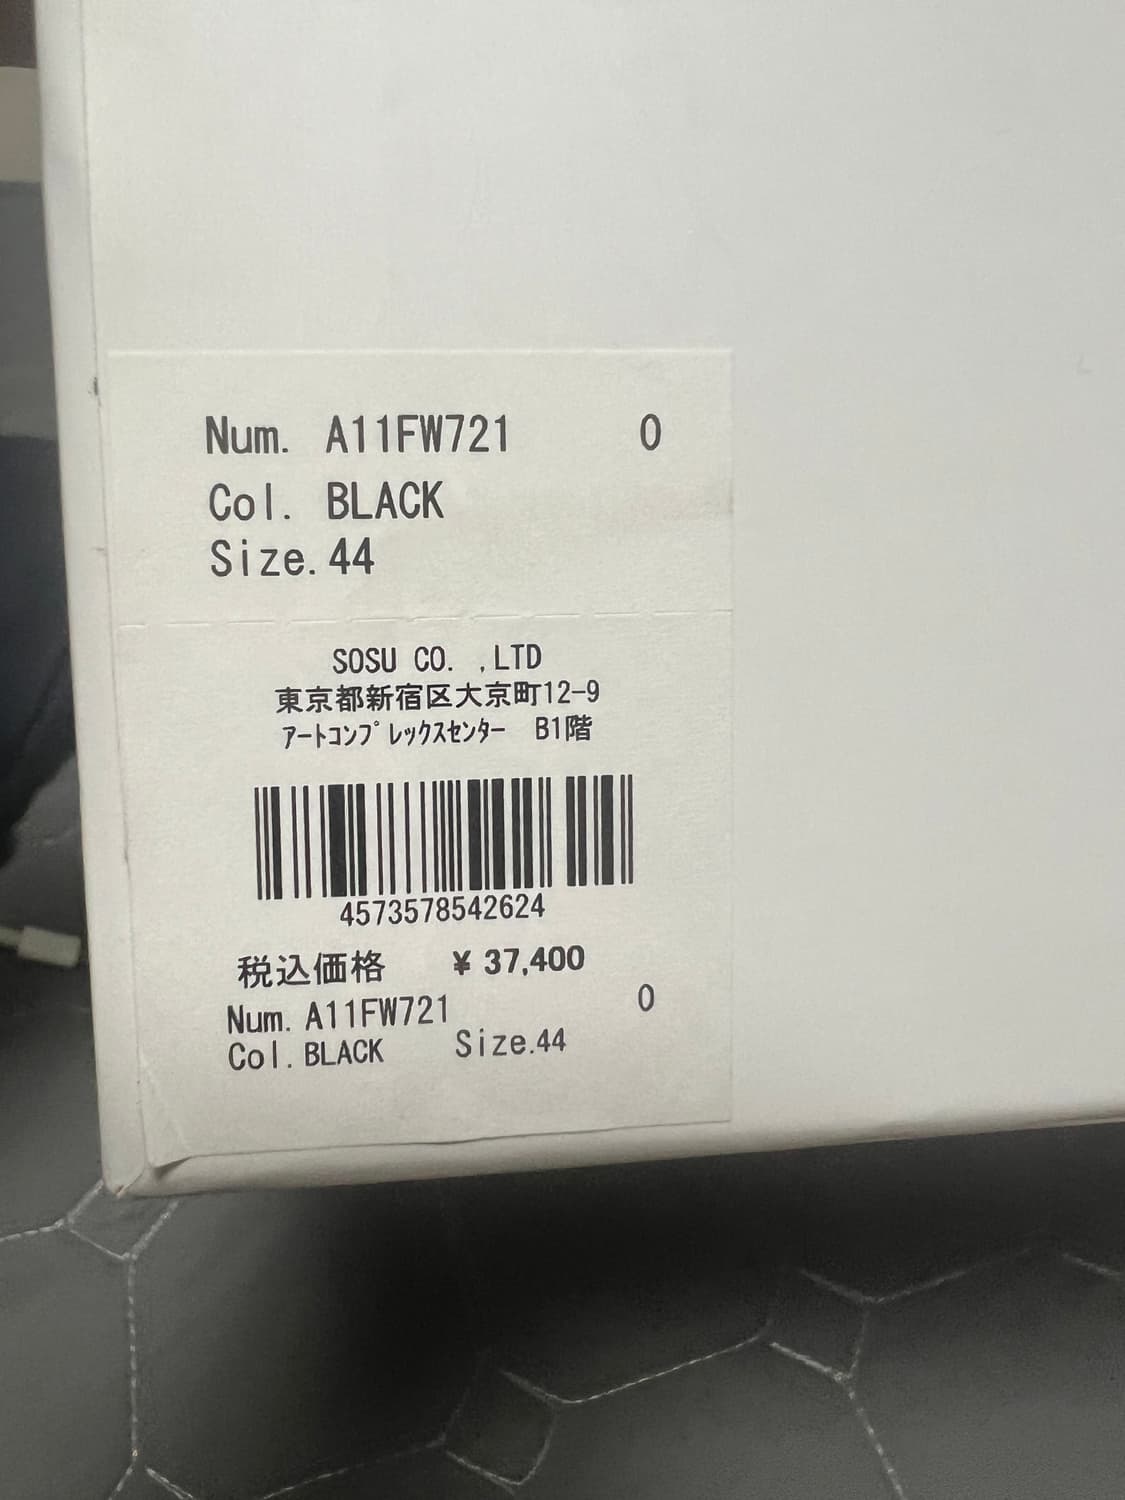 Num. A11FW721 0
Col. BLACK
Size. 44
SOSU CO. ,LTD
東京都新宿区大京町12-9
ｱｰﾄｺﾝﾌﾟﾚｯｸｽｾﾝﾀｰ B1階
4573578542624
税込価格 ¥ 37,400
Num. A11FW721 0
Col. BLACK Size.44